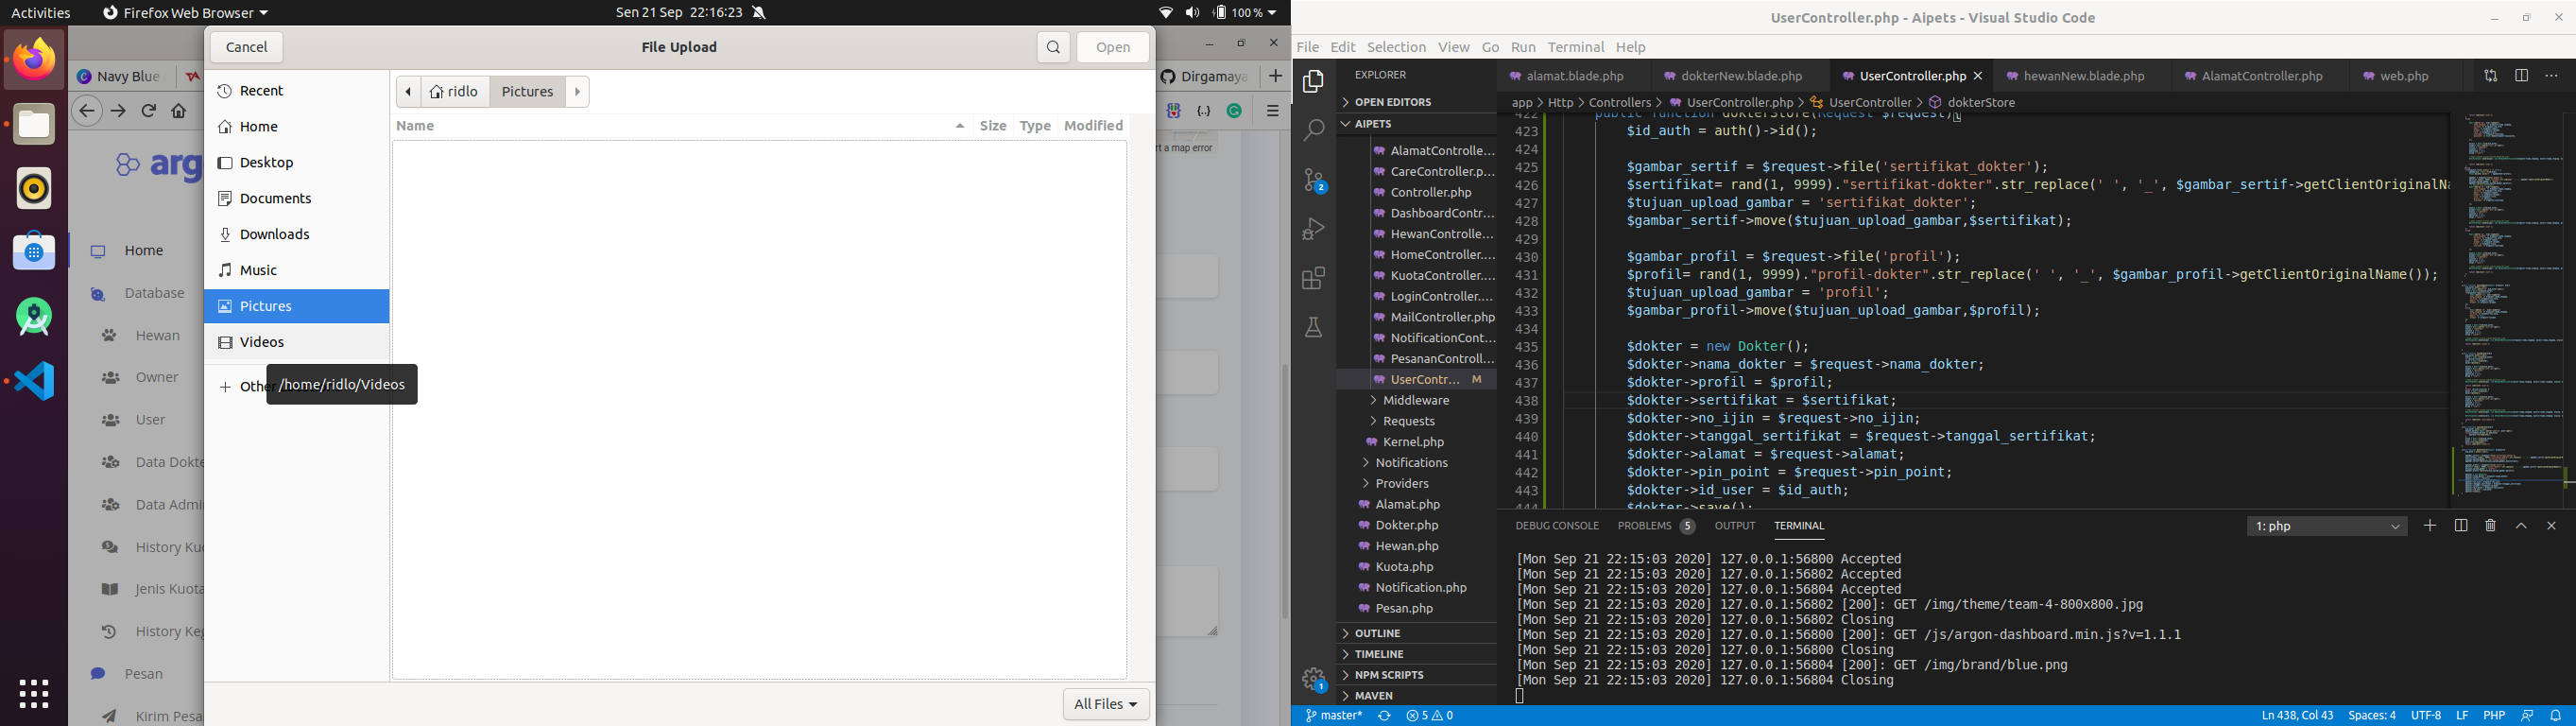 Activities
Firefox Web Browser
Sen 21 Sep 22:16:23
100 %
Cancel
File Upload
Open
Navy Blue
Dirgamaya
Recent
Home
Desktop
Documents
Downloads
Music
Pictures
Videos
Other
/home/ridlo/Videos
ridlo
Pictures
Name
Size
Type
Modified
All Files
{..}
rt a map error
arg
Home
Database
Hewan
Owner
User
Data Dokte
Data Admi
History Ku
Jenis Kuota
History Keg
Pesan
Kirim Pesa
UserController.php - Aipets - Visual Studio Code
File Edit Selection View Go Run Terminal Help
EXPLORER
OPEN EDITORS
AIPETS
AlamatControlle...
CareController.p...
Controller.php
DashboardContr...
HewanControlle...
HomeController....
KuotaController....
LoginController....
MailController.php
NotificationCont...
PesananControll...
UserContr... M
Middleware
Requests
Kernel.php
Notifications
Providers
Alamat.php
Dokter.php
Hewan.php
Kuota.php
Notification.php
Pesan.php
OUTLINE
TIMELINE
NPM SCRIPTS
MAVEN
2
1
alamat.blade.php
dokterNew.blade.php
UserController.php
hewanNew.blade.php
AlamatController.php
web.php
app > Http > Controllers > UserController.php > UserController > dokterStore
422 public function dokterStore(Request $request){
423 $id_auth = auth()->id();
424
425 $gambar_sertif = $request->file('sertifikat_dokter');
426 $sertifikat= rand(1, 9999)."sertifikat-dokter".str_replace(' ', '_', $gambar_sertif->getClientOriginalNa
427 $tujuan_upload_gambar = 'sertifikat_dokter';
428 $gambar_sertif->move($tujuan_upload_gambar,$sertifikat);
429
430 $gambar_profil = $request->file('profil');
431 $profil= rand(1, 9999)."profil-dokter".str_replace(' ', '_', $gambar_profil->getClientOriginalName());
432 $tujuan_upload_gambar = 'profil';
433 $gambar_profil->move($tujuan_upload_gambar,$profil);
434
435 $dokter = new Dokter();
436 $dokter->nama_dokter = $request->nama_dokter;
437 $dokter->profil = $profil;
438 $dokter->sertifikat = $sertifikat;
439 $dokter->no_ijin = $request->no_ijin;
440 $dokter->tanggal_sertifikat = $request->tanggal_sertifikat;
441 $dokter->alamat = $request->alamat;
442 $dokter->pin_point = $request->pin_point;
443 $dokter->id_user = $id_auth;
444 $dokter->save();
DEBUG CONSOLE PROBLEMS 5 OUTPUT TERMINAL
1: php
[Mon Sep 21 22:15:03 2020] 127.0.0.1:56800 Accepted
[Mon Sep 21 22:15:03 2020] 127.0.0.1:56802 Accepted
[Mon Sep 21 22:15:03 2020] 127.0.0.1:56804 Accepted
[Mon Sep 21 22:15:03 2020] 127.0.0.1:56802 [200]: GET /img/theme/team-4-800x800.jpg
[Mon Sep 21 22:15:03 2020] 127.0.0.1:56802 Closing
[Mon Sep 21 22:15:03 2020] 127.0.0.1:56800 [200]: GET /js/argon-dashboard.min.js?v=1.1.1
[Mon Sep 21 22:15:03 2020] 127.0.0.1:56800 Closing
[Mon Sep 21 22:15:03 2020] 127.0.0.1:56804 [200]: GET /img/brand/blue.png
[Mon Sep 21 22:15:03 2020] 127.0.0.1:56804 Closing
master* 5 0
Ln 438, Col 43 Spaces: 4 UTF-8 LF PHP